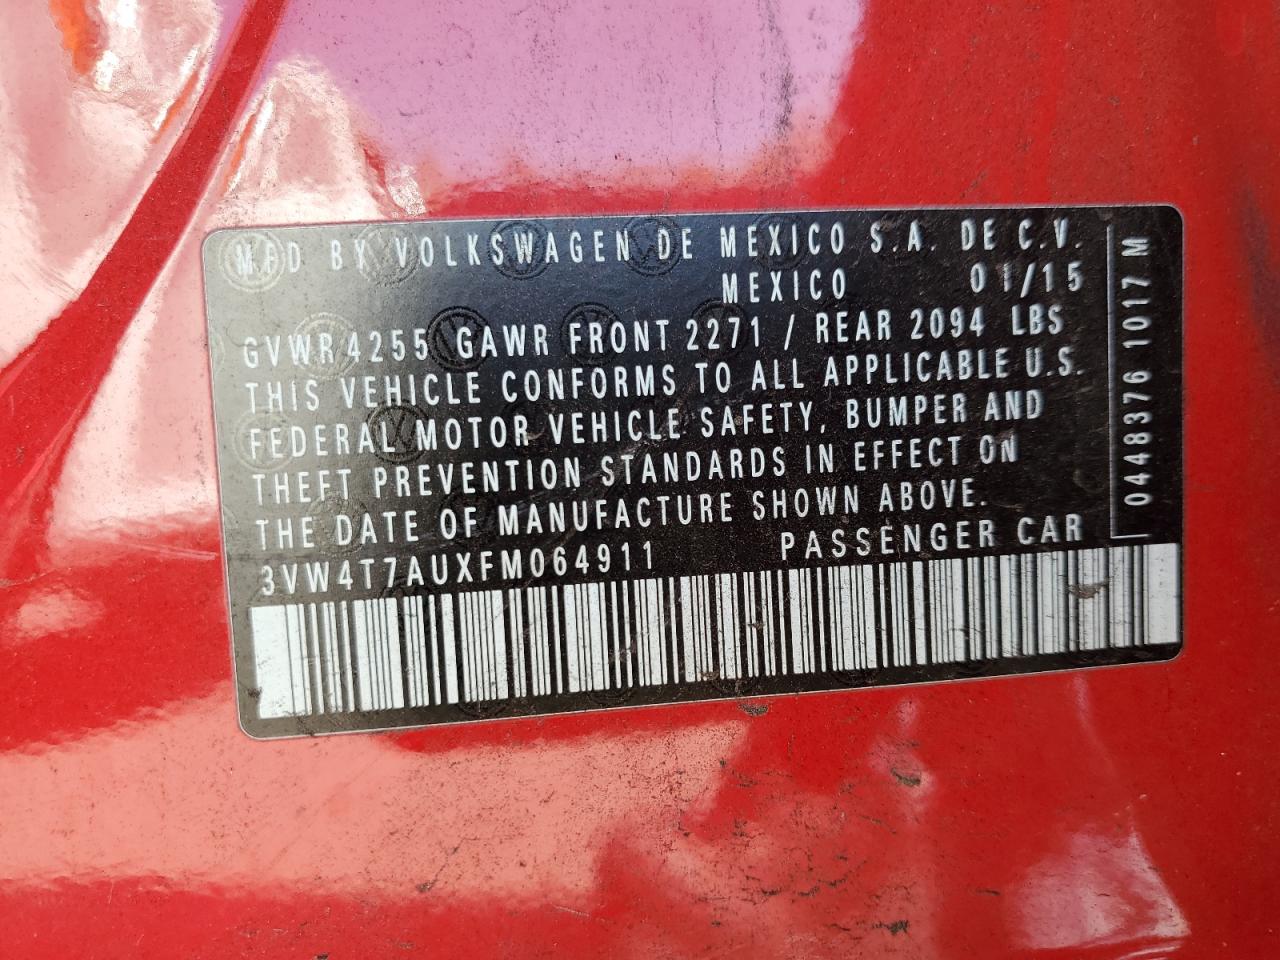 MFD BY VOLKSWAGEN DE MEXICO S.A. DE C.V.
MEXICO 01/15
GVWR 4255 GAWR FRONT 2271 / REAR 2094 LBS
THIS VEHICLE CONFORMS TO ALL APPLICABLE U.S.
FEDERAL MOTOR VEHICLE SAFETY, BUMPER AND
THEFT PREVENTION STANDARDS IN EFFECT ON
THE DATE OF MANUFACTURE SHOWN ABOVE.
3VW4T7AUXFM064911 PASSENGER CAR
0448376 1017 M